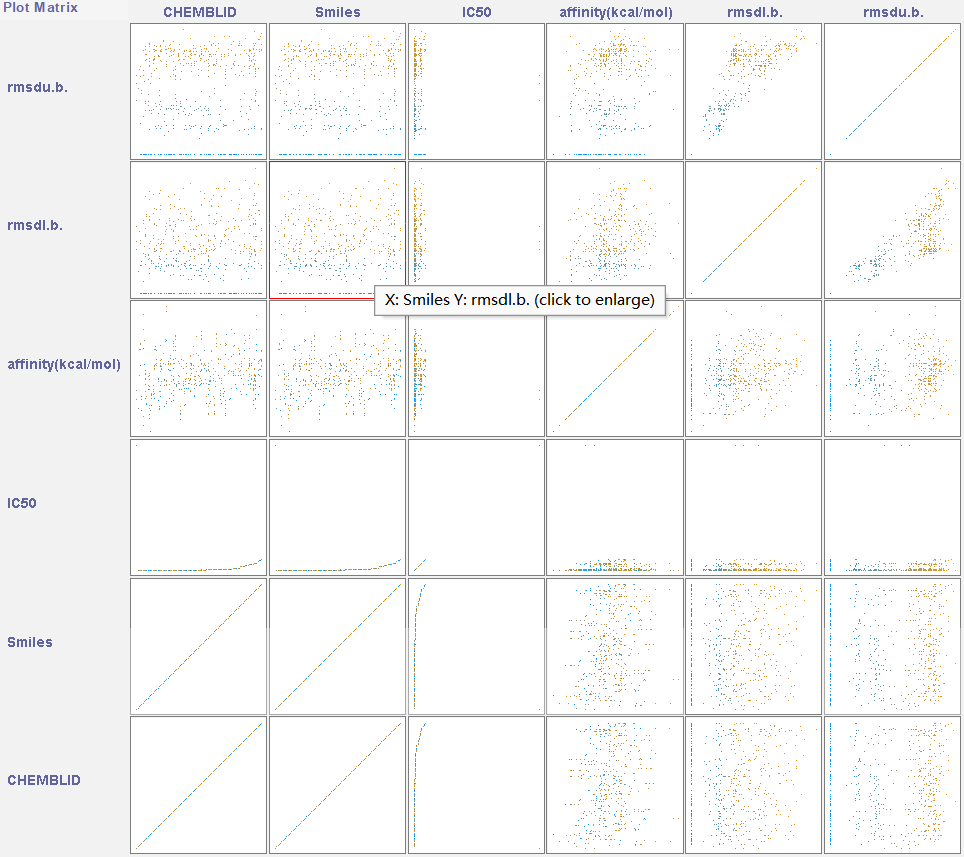 Plot Matrix
CHEMBLID Smiles IC50 affinity(kcal/mol) rmsdl.b. rmsdu.b.
rmsdu.b.
rmsdl.b.
X: Smiles Y: rmsdl.b. (click to enlarge)
affinity(kcal/mol)
IC50
Smiles
CHEMBLID